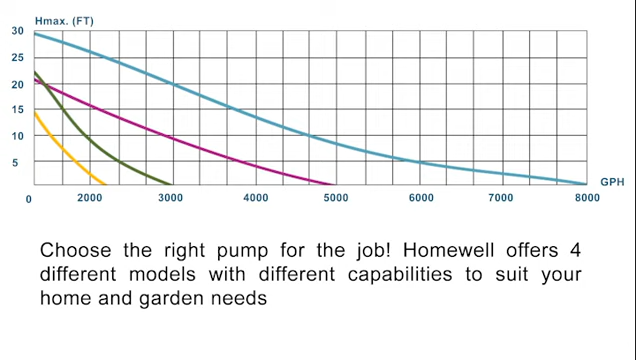 Hmax. (FT)
30
25
20
15
10
5
GPH
0 2000 3000 4000 5000 6000 7000 8000
Choose the right pump for the job! Homewell offers 4
different models with different capabilities to suit your
home and garden needs